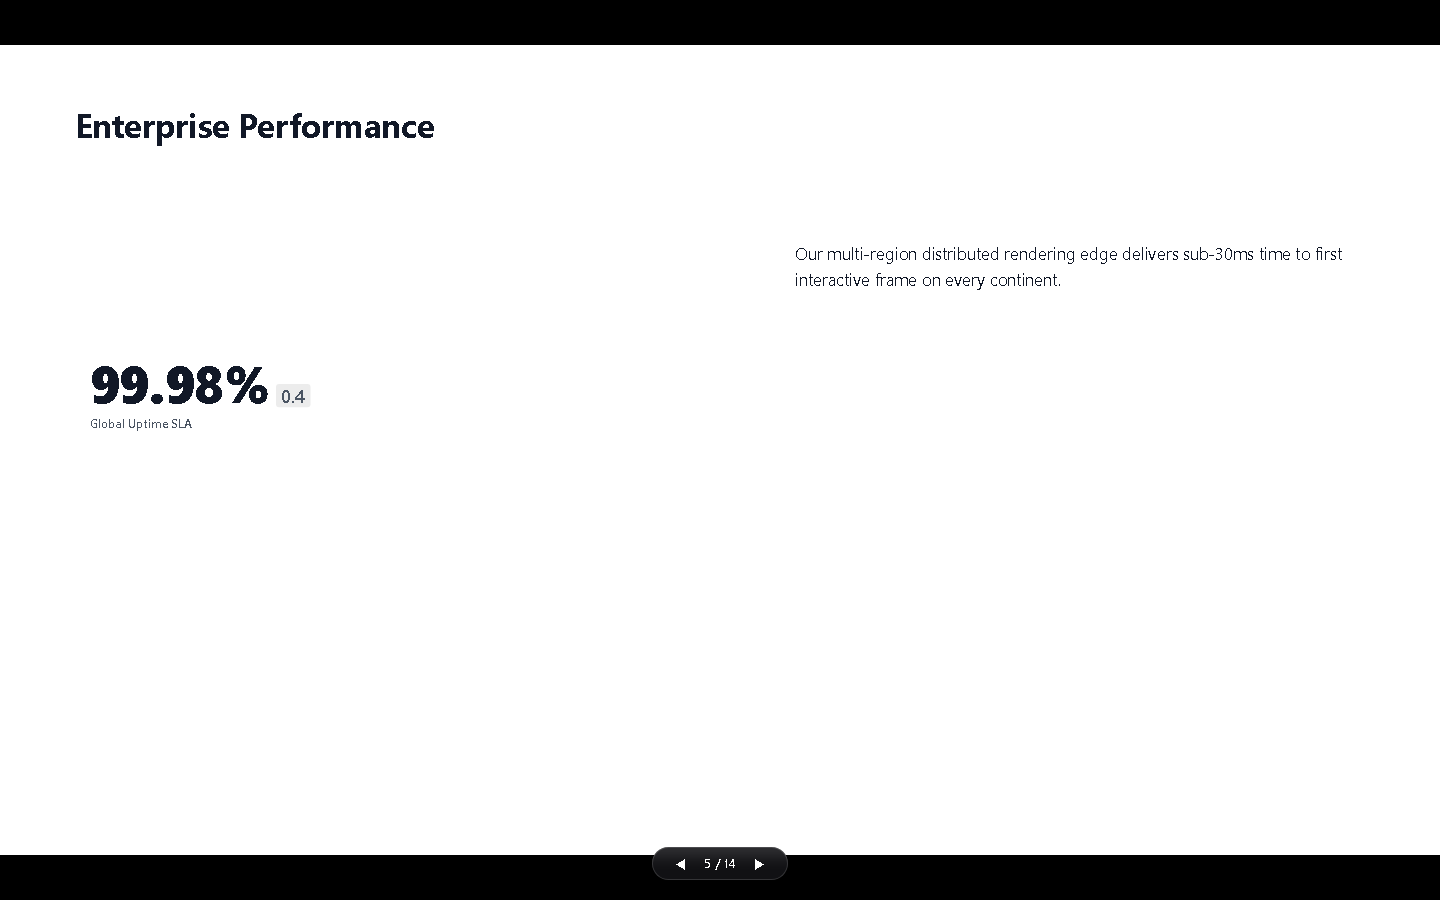 Enterprise Performance
Our multi-region distributed rendering edge delivers sub-30ms time to first
interactive frame on every continent.
99.98% 0.4
Global Uptime SLA
5 / 14